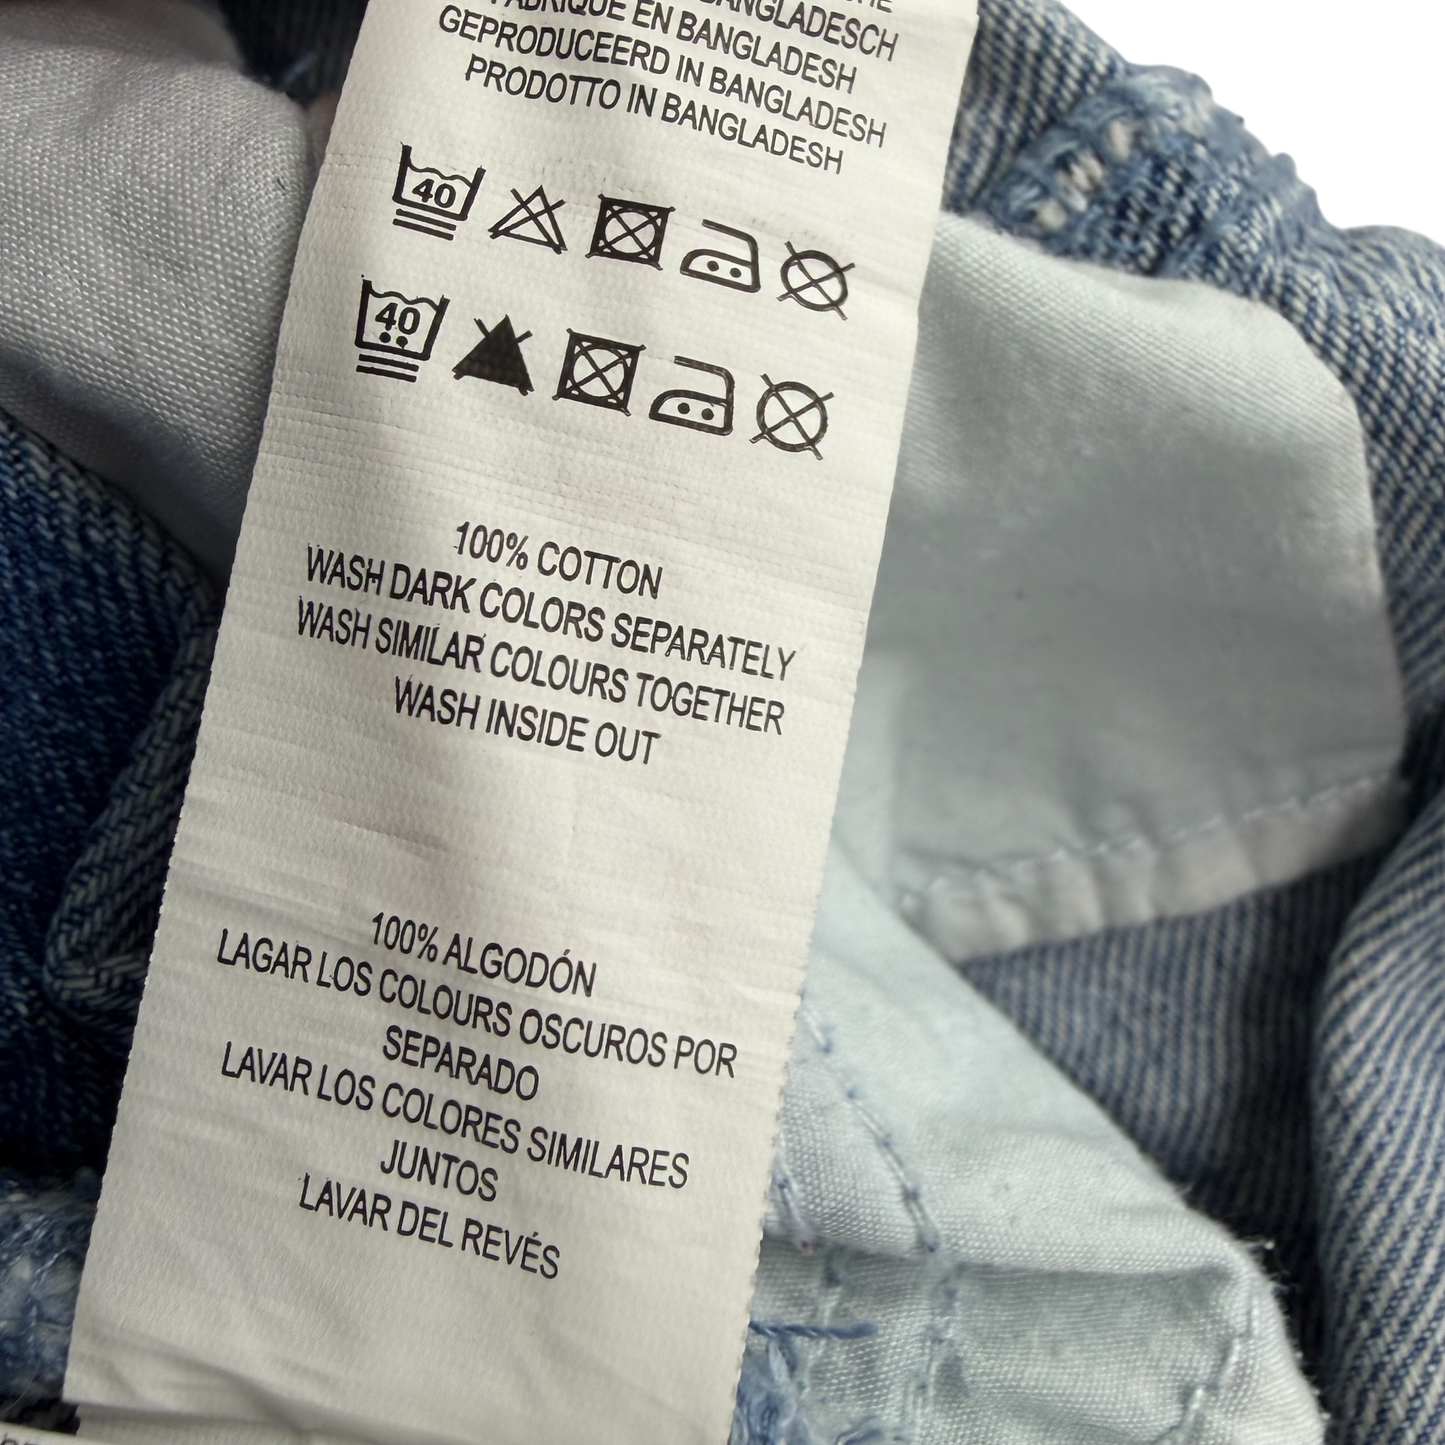 BANGLADESCH
FABRIQUÉ EN BANGLADESH
GEPRODUCEERD IN BANGLADESH
PRODOTTO IN BANGLADESH
40
40
100% COTTON
WASH DARK COLORS SEPARATELY
WASH SIMILAR COLOURS TOGETHER
WASH INSIDE OUT
100% ALGODÓN
LAGAR LOS COLOURS OSCUROS POR
SEPARADO
LAVAR LOS COLORES SIMILARES
JUNTOS
LAVAR DEL REVÉS